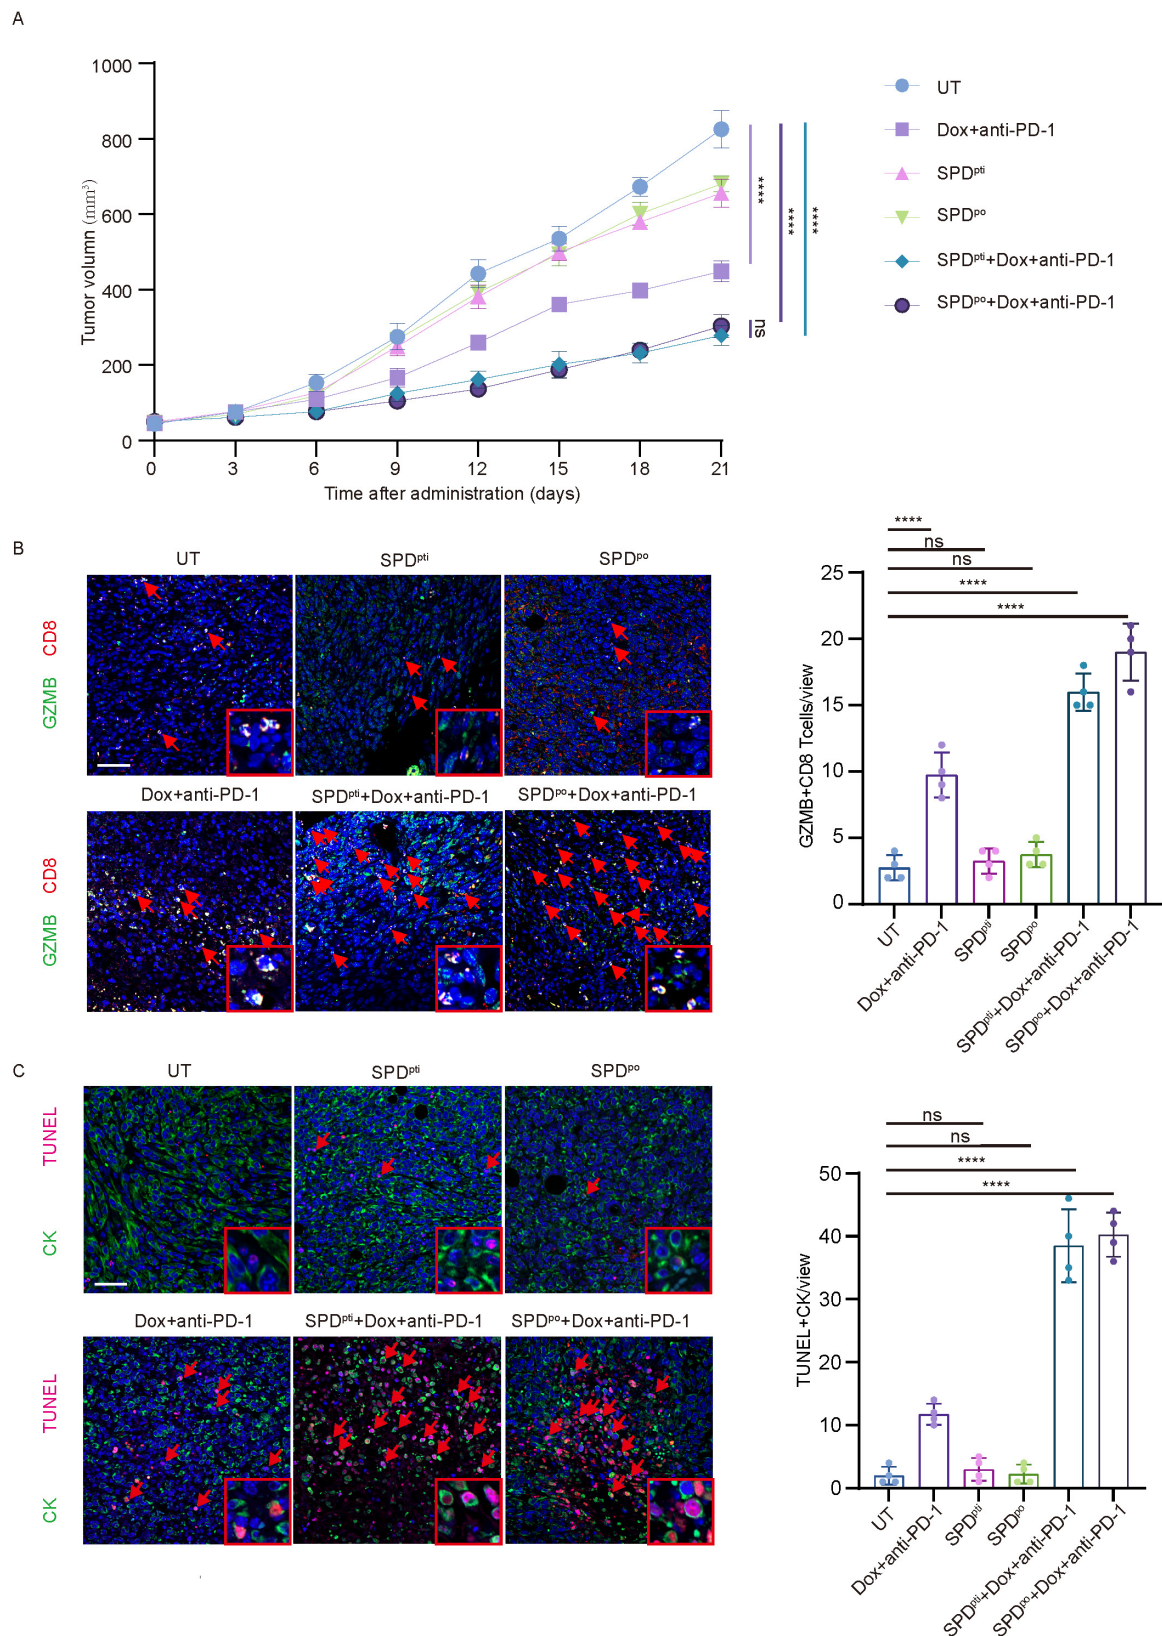 A
1000
800
600
400
200
0
Tumor volumn (mm³)
0 3 6 9 12 15 18 21
Time after administration (days)
****
****
****
ns
UT
Dox+anti-PD-1
SPDᵖᵗⁱ
SPDᵖᵒ
SPDᵖᵗⁱ+Dox+anti-PD-1
SPDᵖᵒ+Dox+anti-PD-1
B
UT SPDᵖᵗⁱ SPDᵖᵒ
GZMB CD8
Dox+anti-PD-1 SPDᵖᵗⁱ+Dox+anti-PD-1 SPDᵖᵒ+Dox+anti-PD-1
GZMB CD8
****
ns
ns
****
****
25
20
15
10
5
0
GZMB+CD8 Tcells/view
UT
Dox+anti-PD-1
SPDᵖᵗⁱ
SPDᵖᵒ
SPDᵖᵗⁱ+Dox+anti-PD-1
SPDᵖᵒ+Dox+anti-PD-1
C
UT SPDᵖᵗⁱ SPDᵖᵒ
CK TUNEL
Dox+anti-PD-1 SPDᵖᵗⁱ+Dox+anti-PD-1 SPDᵖᵒ+Dox+anti-PD-1
CK TUNEL
ns
ns
****
****
50
40
30
20
10
0
TUNEL+CK/view
UT
Dox+anti-PD-1
SPDᵖᵗⁱ
SPDᵖᵒ
SPDᵖᵗⁱ+Dox+anti-PD-1
SPDᵖᵒ+Dox+anti-PD-1